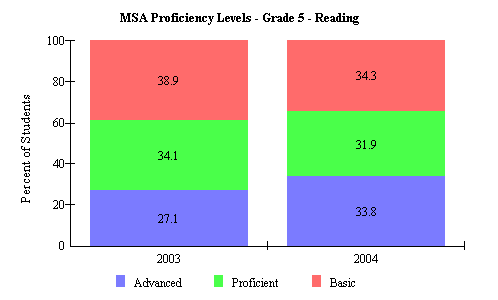 MSA Proficiency Levels - Grade 5 - Reading
Percent of Students
100
80
60
40
20
0
38.9
34.1
27.1
34.3
31.9
33.8
2003
2004
Advanced
Proficient
Basic